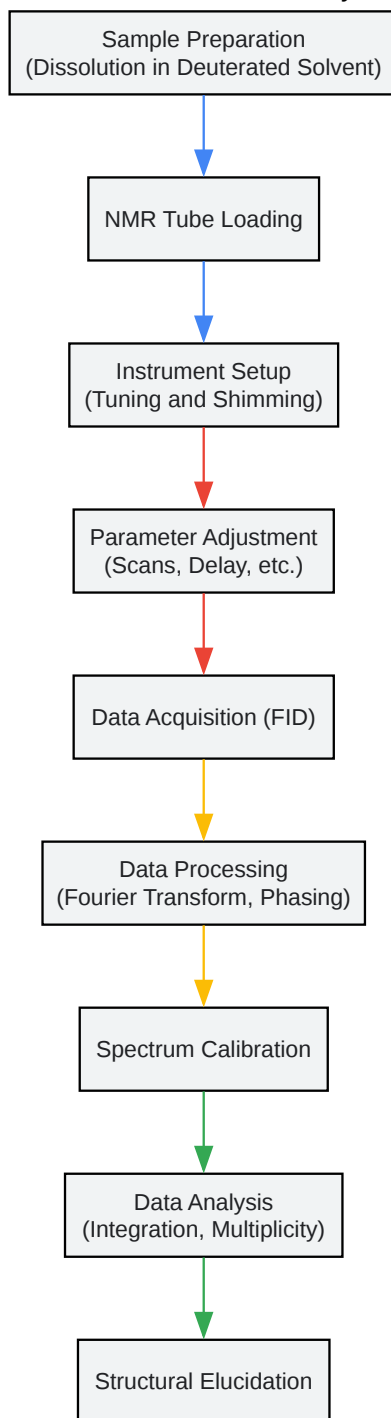 Sample Preparation
(Dissolution in Deuterated Solvent)
NMR Tube Loading
Instrument Setup
(Tuning and Shimming)
Parameter Adjustment
(Scans, Delay, etc.)
Data Acquisition (FID)
Data Processing
(Fourier Transform, Phasing)
Spectrum Calibration
Data Analysis
(Integration, Multiplicity)
Structural Elucidation